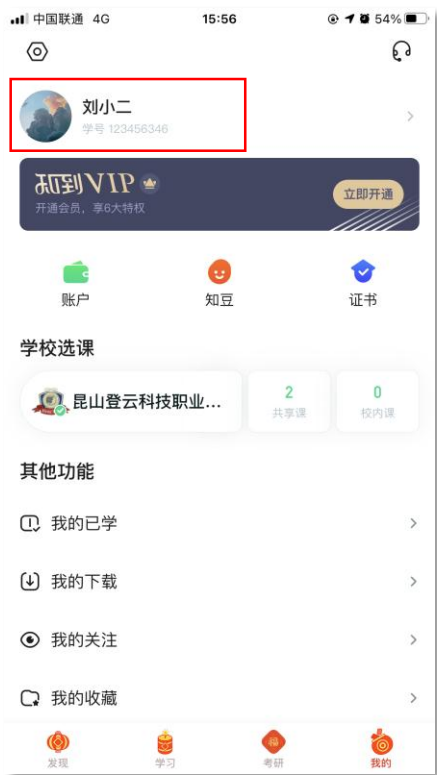 中国联通 4G 15:56 54%
刘小二
学号 123456346
知到VIP
开通会员，享6大特权
立即开通
账户 知豆 证书
学校选课
昆山登云科技职业...
2 共享课
0 校内课
其他功能
我的已学
我的下载
我的关注
我的收藏
福
发现 学习 考研 我的